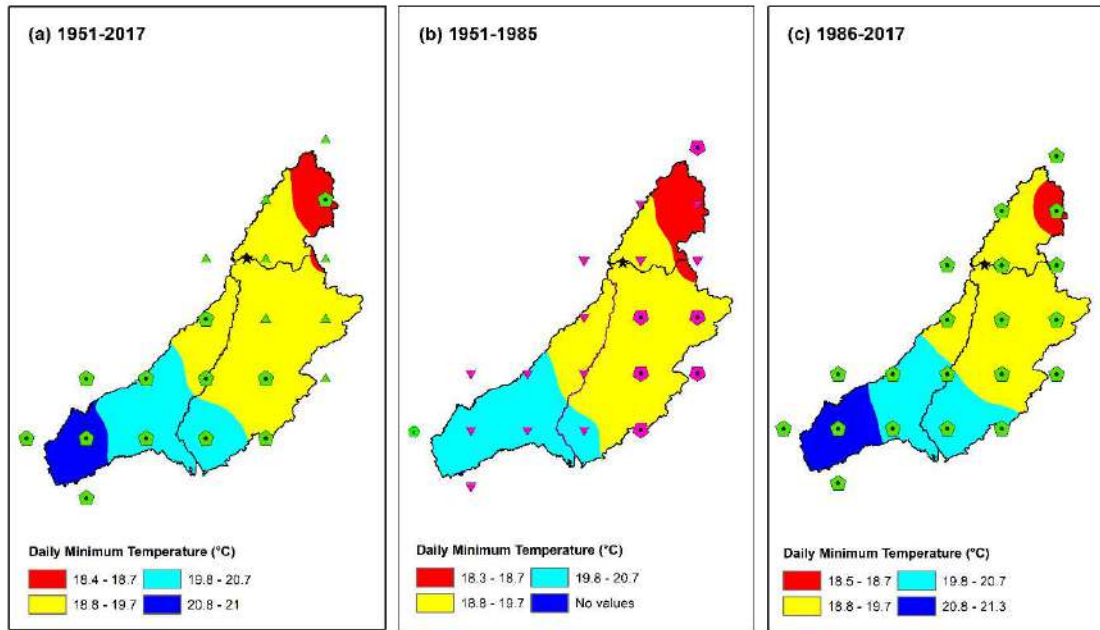 (a) 1951-2017
Daily Minimum Temperature (°C)
18.4 - 18.7
19.8 - 20.7
18.8 - 19.7
20.8 - 21
(b) 1951-1985
Daily Minimum Temperature (°C)
18.3 - 18.7
19.8 - 20.7
18.8 - 19.7
No values
(c) 1986-2017
Daily Minimum Temperature (°C)
18.5 - 18.7
19.8 - 20.7
18.8 - 19.7
20.8 - 21.3